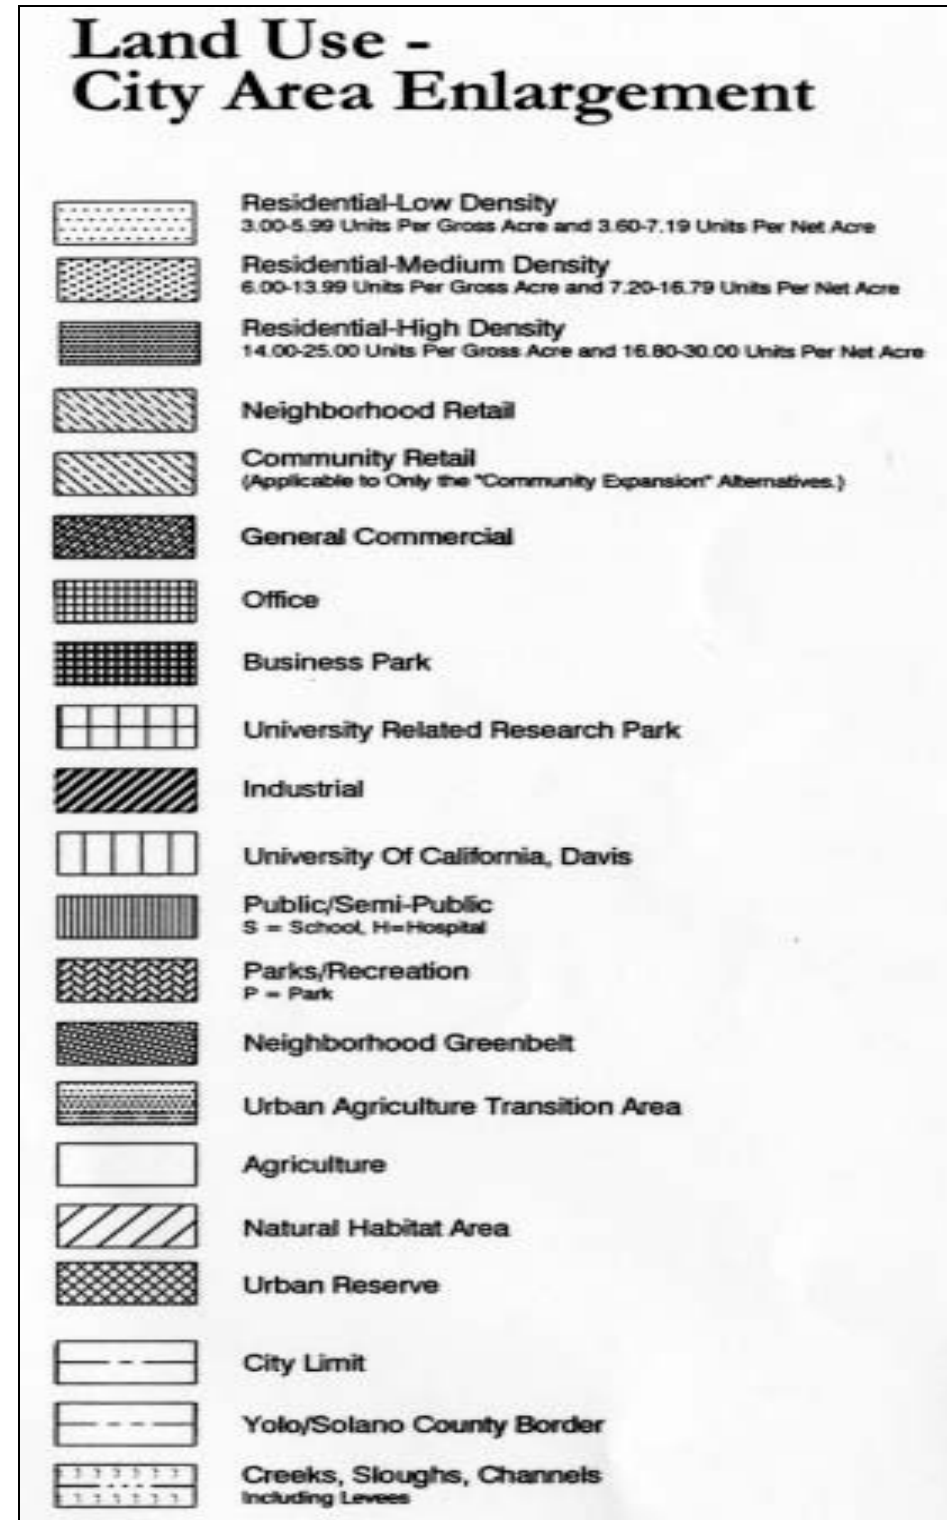 Land Use -
City Area Enlargement
Residential-Low Density
3.00-5.99 Units Per Gross Acre and 3.60-7.19 Units Per Net Acre
Residential-Medium Density
6.00-13.99 Units Per Gross Acre and 7.20-16.79 Units Per Net Acre
Residential-High Density
14.00-25.00 Units Per Gross Acre and 16.80-30.00 Units Per Net Acre
Neighborhood Retail
Community Retail
(Applicable to Only the "Community Expansion" Alternatives.)
General Commercial
Office
Business Park
University Related Research Park
Industrial
University Of California, Davis
Public/Semi-Public
S = School, H=Hospital
Parks/Recreation
P = Park
Neighborhood Greenbelt
Urban Agriculture Transition Area
Agriculture
Natural Habitat Area
Urban Reserve
City Limit
Yolo/Solano County Border
Creeks, Sloughs, Channels
Including Levees